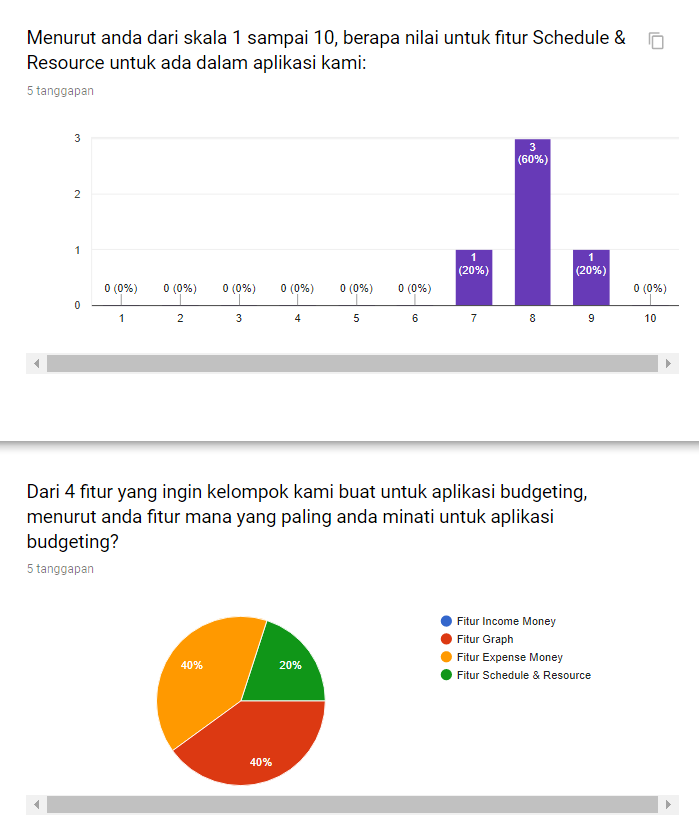 Menurut anda dari skala 1 sampai 10, berapa nilai untuk fitur Schedule &
Resource untuk ada dalam aplikasi kami:
5 tanggapan
3
2
1
0
0 (0%) 0 (0%) 0 (0%) 0 (0%) 0 (0%) 0 (0%) 1 (20%) 3 (60%) 1 (20%) 0 (0%)
1 2 3 4 5 6 7 8 9 10
Dari 4 fitur yang ingin kelompok kami buat untuk aplikasi budgeting,
menurut anda fitur mana yang paling anda minati untuk aplikasi
budgeting?
5 tanggapan
40%
20%
40%
Fitur Income Money
Fitur Graph
Fitur Expense Money
Fitur Schedule & Resource